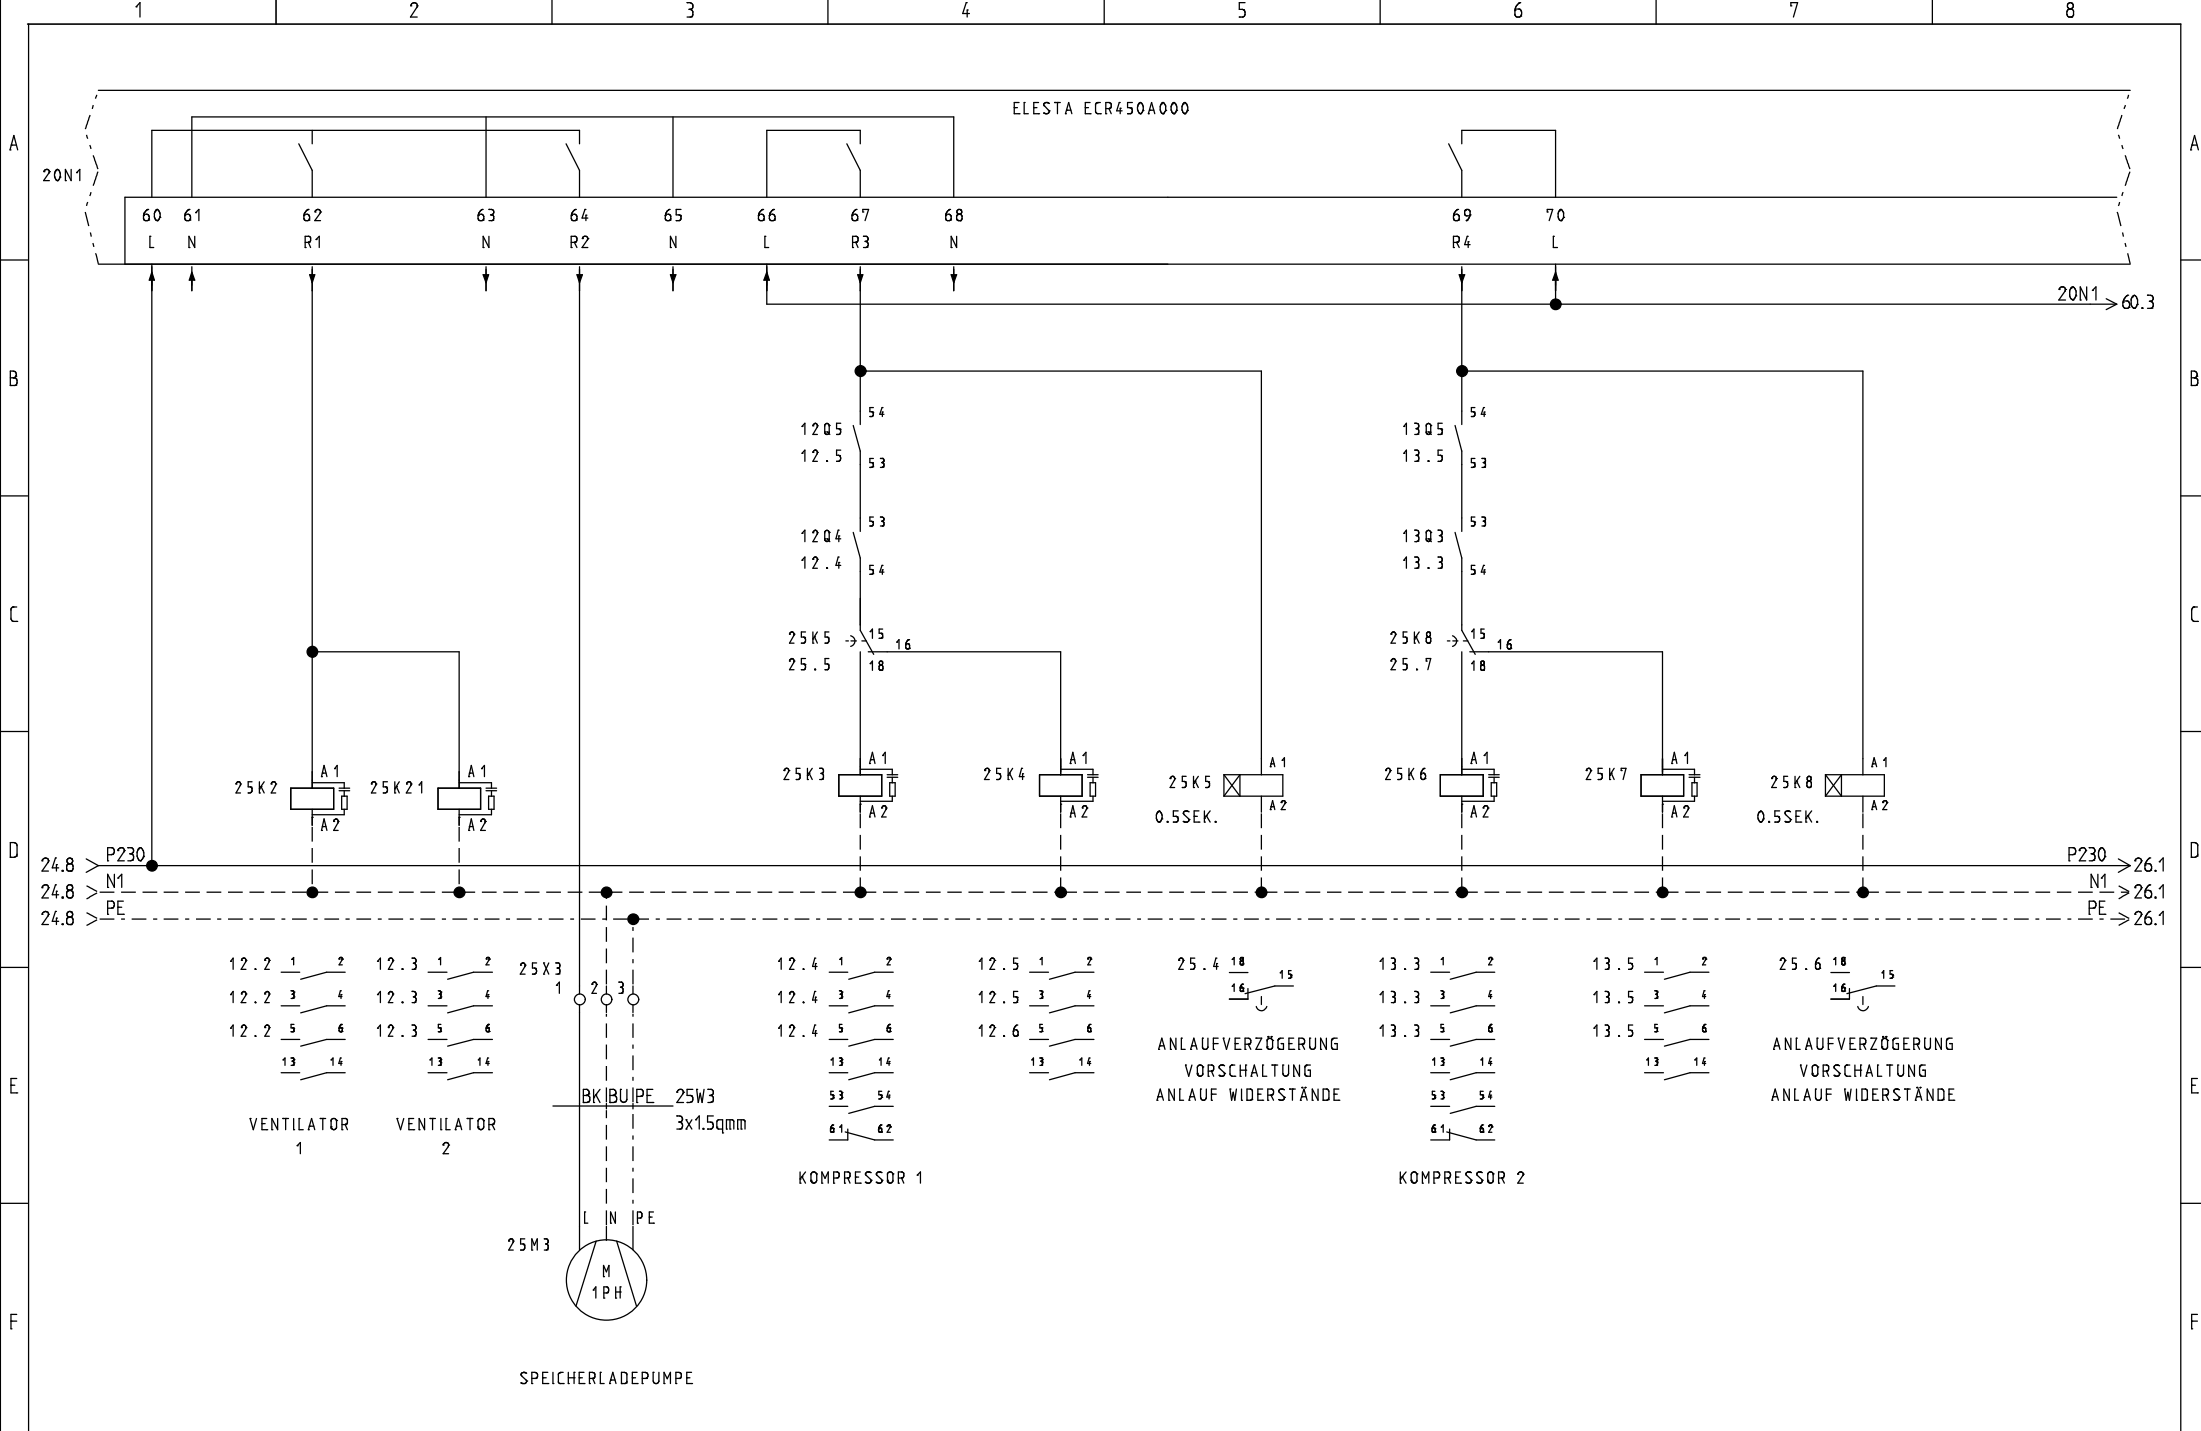 1 2 3 4 5 6 7 8
ELESTA ECR450A000
A A
20N1
60 61 62 63 64 65 66 67 68 69 70
L N R1 N R2 N L R3 N R4 L
20N1 60.3
B B
54 54
12Q5 13Q5
12.5 13.5
53 53
53 53
12Q4 13Q3
12.4 13.3
54 54
C C
25K5 15 16 25K8 15 16
25.5 18 25.7 18
A1 A1 A1 A1 A1 A1
25K3 25K4 25K5 25K6 25K7 25K8
A1 A1
25K2 25K21
A2 A2 A2 A2 A2 A2
0.5SEK. 0.5SEK.
A2 A2
D D
24.8 P230 P230 26.1
24.8 N1 N1 26.1
24.8 PE PE 26.1
12.2 1 2 12.3 1 2 12.4 1 2 12.5 1 2 25.4 18 13.3 1 2 13.5 1 2 25.6 18
25X3 15 15
1 2 3
12.2 3 4 12.3 3 4 12.4 3 4 12.5 3 4 16 13.3 3 4 13.5 3 4 16
12.2 5 6 12.3 5 6 12.4 5 6 12.6 5 6 13.3 5 6 13.5 5 6
ANLAUFVERZÖGERUNG ANLAUFVERZÖGERUNG
13 14 13 14 13 14 13 14 13 14 13 14
VORSCHALTUNG VORSCHALTUNG
E E
ANLAUF WIDERSTÄNDE ANLAUF WIDERSTÄNDE
BK BU PE 25W3 53 54 53 54
3x1.5qmm
VENTILATOR VENTILATOR
61 62 61 62
1 2
KOMPRESSOR 1 KOMPRESSOR 2
L N PE
25M3
M
1PH
F F
SPEICHERLADEPUMPE